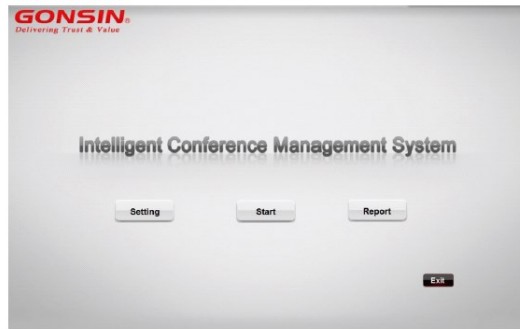 GONSIN®
Delivering Trust & Value
Intelligent Conference Management System
Setting
Start
Report
Exit